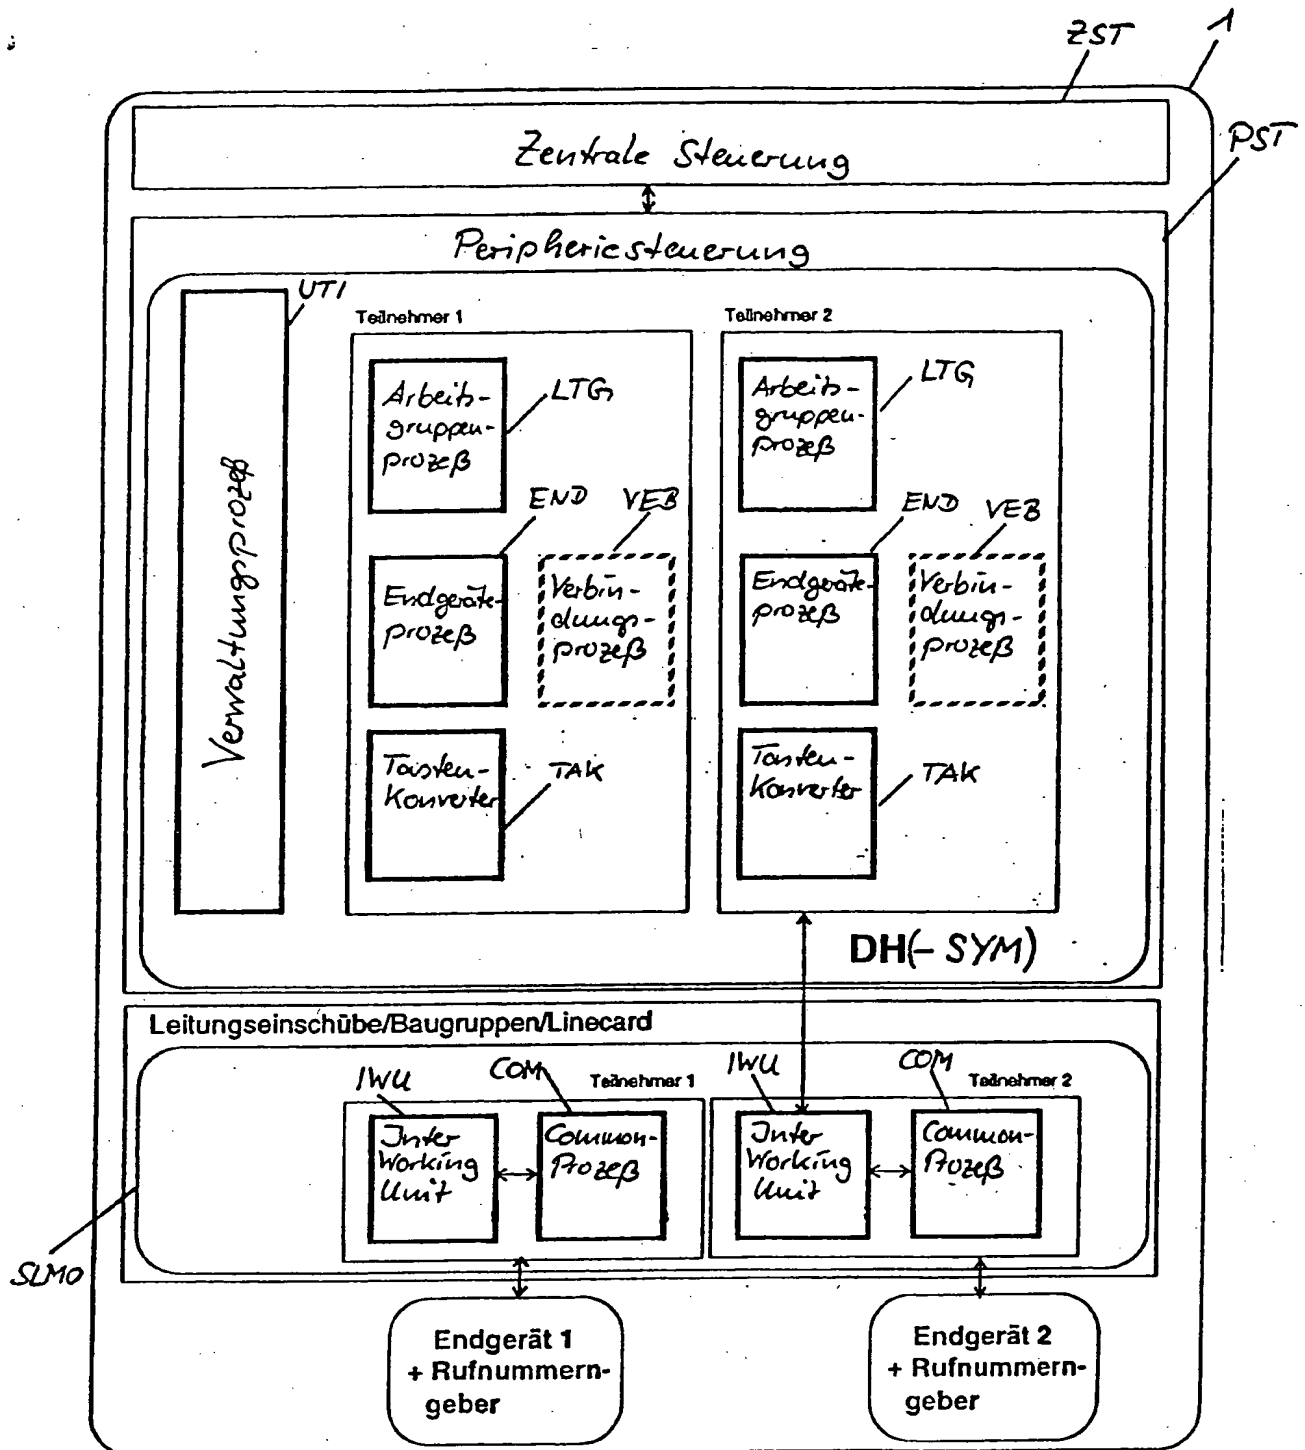 ZST
1
PST
Zentrale Steuerung
Peripheriesteuerung
UTI
Verwaltungsprozeß
Teilnehmer 1
Arbeits-
gruppen-
prozeß
LTG
END
VEB
Endgeräte-
prozeß
Verbin-
dungs-
prozeß
Tasten-
Konverter
TAK
Teilnehmer 2
Arbeits-
gruppen-
prozeß
LTG
END
VEB
Endgeräte-
prozeß
Verbin-
dungs-
prozeß
Tasten-
Konverter
TAK
DH(-SYM)
Leitungseinschübe/Baugruppen/Linecard
IWU
COM
Teilnehmer 1
Inter
Working
Unit
Common-
Prozeß
IWU
COM
Teilnehmer 2
Inter
Working
Unit
Common-
Prozeß
SLMO
Endgerät 1
+ Rufnummern-
geber
Endgerät 2
+ Rufnummern-
geber